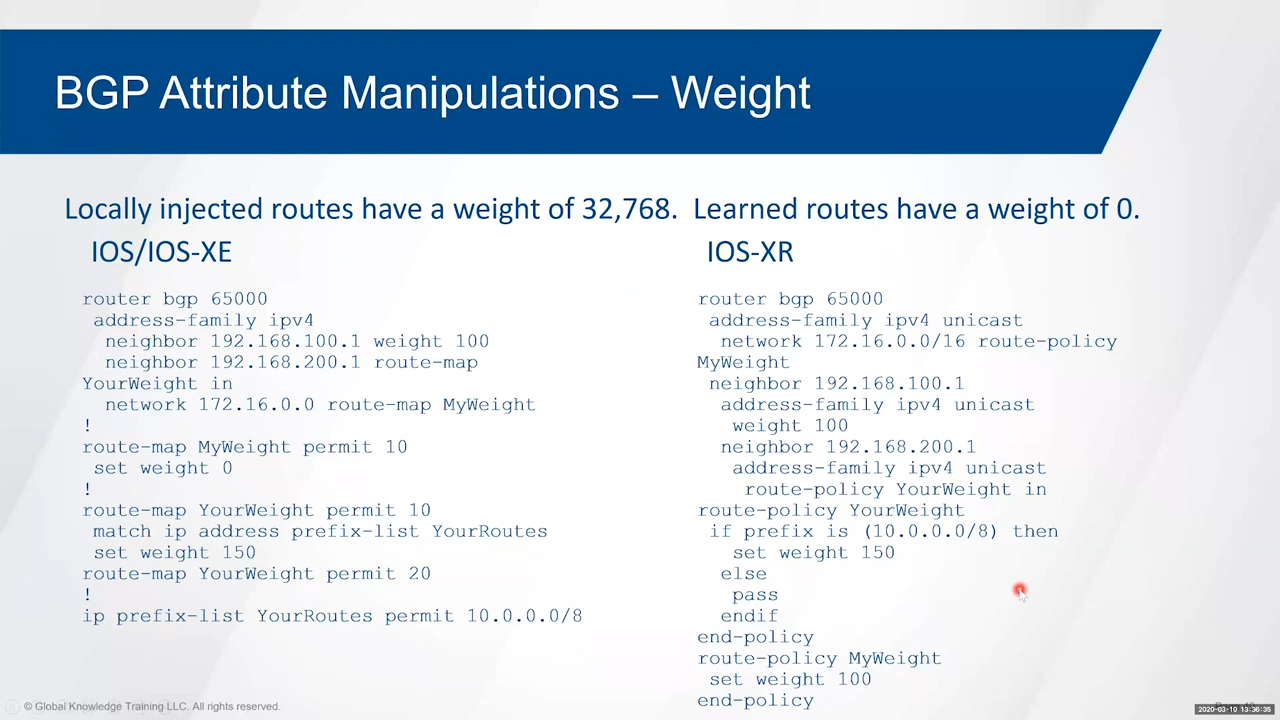 BGP Attribute Manipulations – Weight
Locally injected routes have a weight of 32,768.  Learned routes have a weight of 0.
IOS/IOS-XE
router bgp 65000
address-family ipv4
neighbor 192.168.100.1 weight 100
neighbor 192.168.200.1 route-map
YourWeight in
network 172.16.0.0 route-map MyWeight
!
route-map MyWeight permit 10
set weight 0
!
route-map YourWeight permit 10
match ip address prefix-list YourRoutes
set weight 150
route-map YourWeight permit 20
!
ip prefix-list YourRoutes permit 10.0.0.0/8
IOS-XR
router bgp 65000
address-family ipv4 unicast
network 172.16.0.0/16 route-policy
MyWeight
neighbor 192.168.100.1
address-family ipv4 unicast
weight 100
neighbor 192.168.200.1
address-family ipv4 unicast
route-policy YourWeight in
route-policy YourWeight
if prefix is (10.0.0.0/8) then
set weight 150
else
pass
endif
end-policy
route-policy MyWeight
set weight 100
end-policy
© Global Knowledge Training LLC. All rights reserved.
2020-03-10 13:36:35